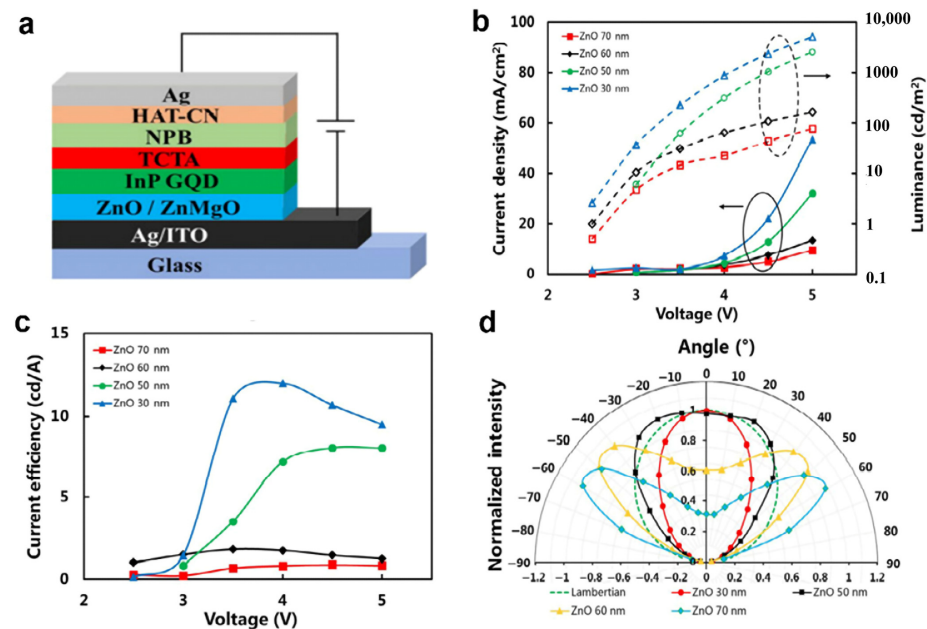 a
Ag
HAT-CN
NPB
TCTA
InP GQD
ZnO / ZnMgO
Ag/ITO
Glass
b
ZnO 70 nm
ZnO 60 nm
ZnO 50 nm
ZnO 30 nm
100
80
60
40
20
0
Current density (mA/cm²)
10,000
1000
100
10
1
0.1
Luminance (cd/m²)
2 3 4 5
Voltage (V)
c
ZnO 70 nm
ZnO 60 nm
ZnO 50 nm
ZnO 30 nm
15
10
5
0
Current efficiency (cd/A)
2 3 4 5
Voltage (V)
d
Angle (°)
Normalized intensity
-90 -80 -70 -60 -50 -40 -30 -20 -10 0 10 20 30 40 50 60 70 80 90
1
0.8
0.6
0.4
0.2
-1.2 -1 -0.8 -0.6 -0.4 -0.2 0 0.2 0.4 0.6 0.8 1 1.2
Lambertian ZnO 30 nm ZnO 50 nm
ZnO 60 nm ZnO 70 nm